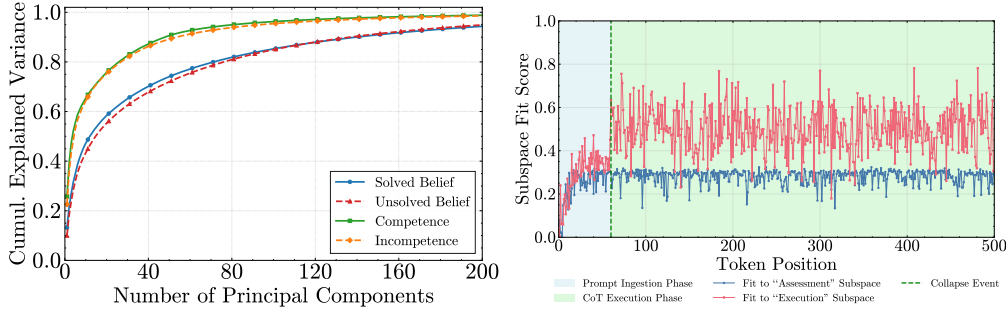 Cumul. Explained Variance
1.0
0.8
0.6
0.4
0.2
0.0
0
40
80
120
160
200
Number of Principal Components
Solved Belief
Unsolved Belief
Competence
Incompetence
Subspace Fit Score
1.0
0.8
0.6
0.4
0.2
0.0
0
100
200
300
400
500
Token Position
Prompt Ingestion Phase
CoT Execution Phase
Fit to “Assessment” Subspace
Fit to “Execution” Subspace
Collapse Event